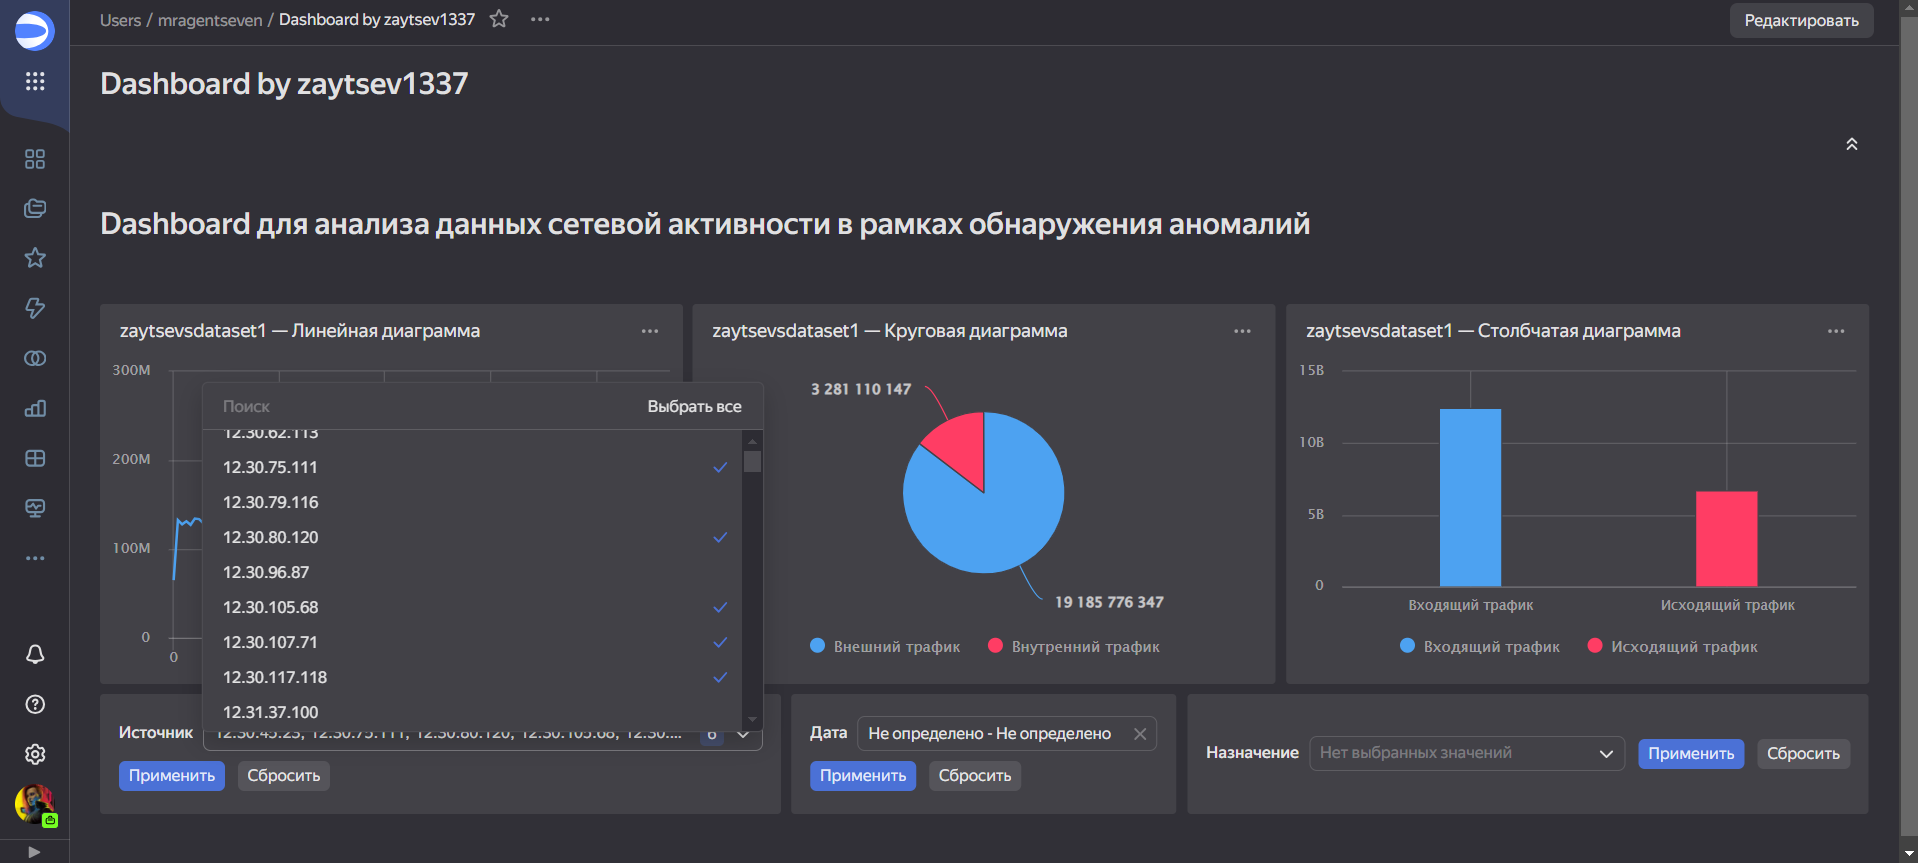 Users / mragentseven / Dashboard by zaytsev1337
Редактировать
Dashboard by zaytsev1337
Dashboard для анализа данных сетевой активности в рамках обнаружения аномалий
zaytsevsdataset1 — Линейная диаграмма
300M
200M
100M
0
0
Поиск
Выбрать все
12.30.62.113
12.30.75.111
12.30.79.116
12.30.80.120
12.30.96.87
12.30.105.68
12.30.107.71
12.30.117.118
12.31.37.100
zaytsevsdataset1 — Круговая диаграмма
3 281 110 147
19 185 776 347
Внешний трафик
Внутренний трафик
zaytsevsdataset1 — Столбчатая диаграмма
15B
10B
5B
0
Входящий трафик
Исходящий трафик
Входящий трафик
Исходящий трафик
Источник
12.30.45.23, 12.30.75.111, 12.30.80.120, 12.30.105.68, 12.30.... 6
Применить
Сбросить
Дата
Не определено - Не определено
Применить
Сбросить
Назначение
Нет выбранных значений
Применить
Сбросить